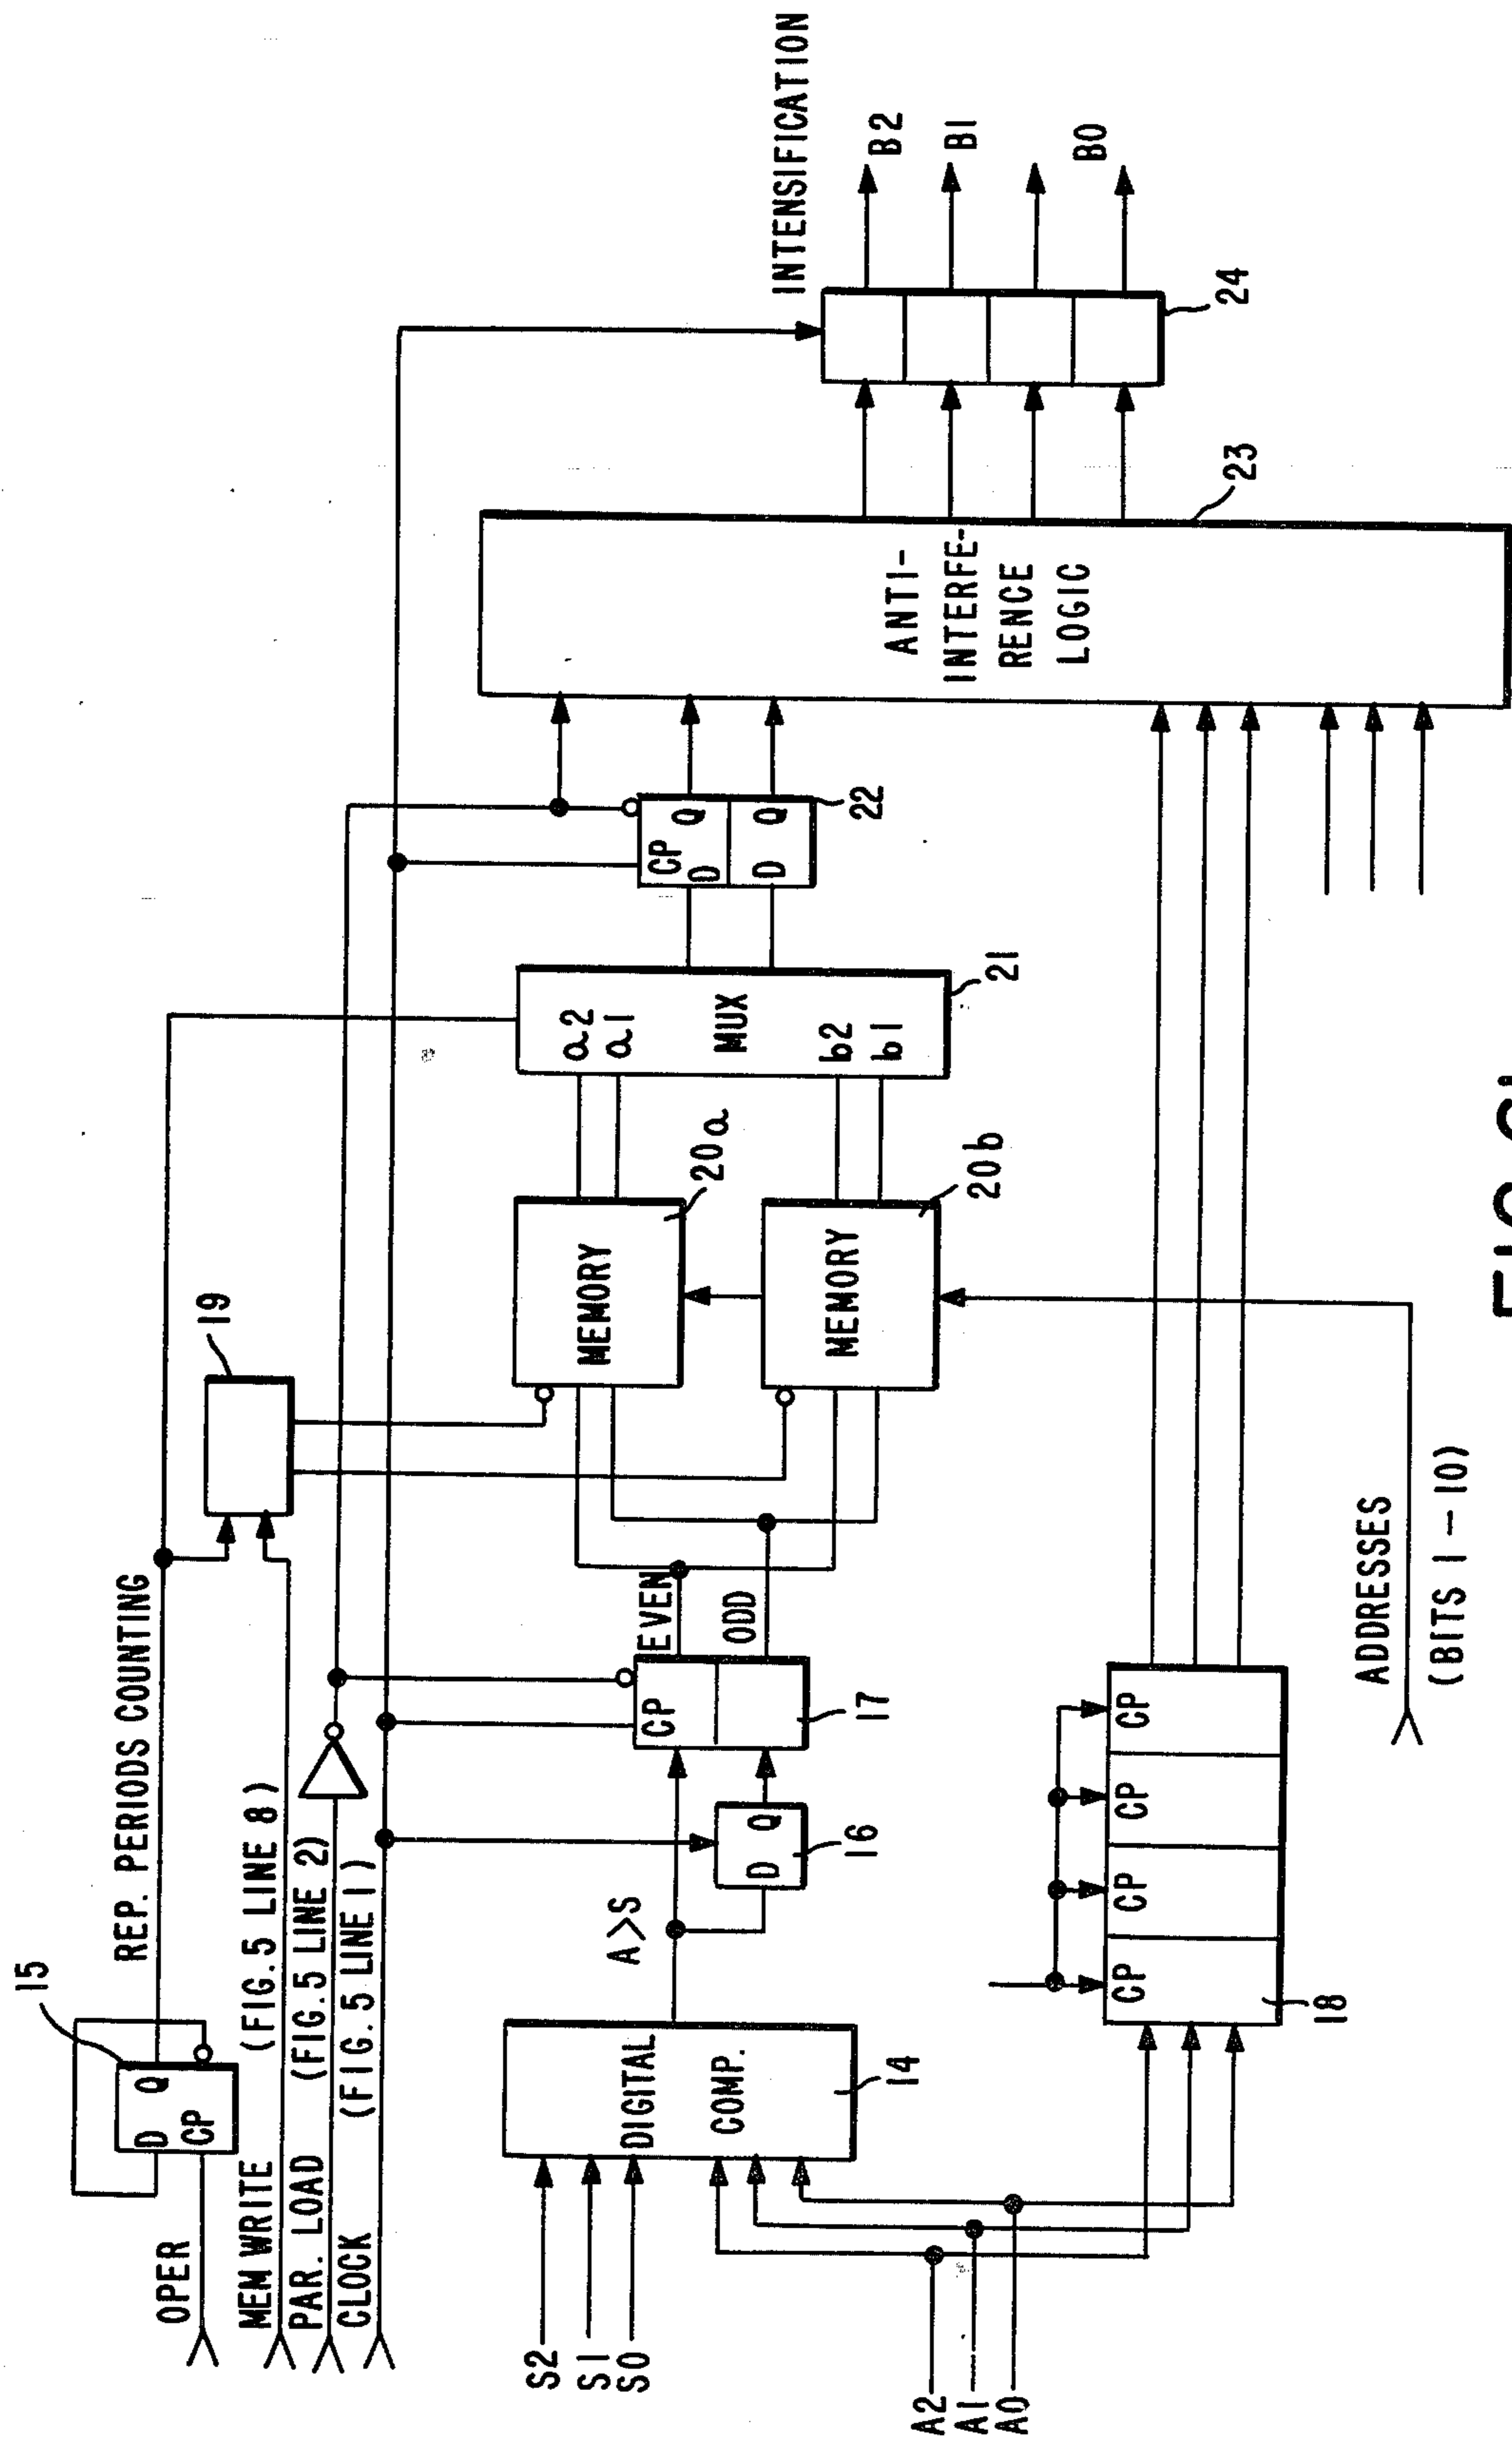 15
D Q
CP
OPER
REP. PERIODS COUNTING
MEM WRITE (FIG.5 LINE 8)
PAR. LOAD (FIG.5 LINE 2)
CLOCK (FIG.5 LINE 1)
19
S2
S1
S0
A2
A1
A0
DIGITAL
COMP.
14
A>S
D Q
16
CP
17
EVEN
ODD
MEMORY
20a
MEMORY
20b
a2
a1
MUX
b2
b1
21
CP
D Q
D Q
22
ANTI-
INTERFE-
RENCE
LOGIC
23
INTENSIFICATION
B2
B1
B0
24
CP CP CP CP
18
ADDRESSES
(BITS 1-10)